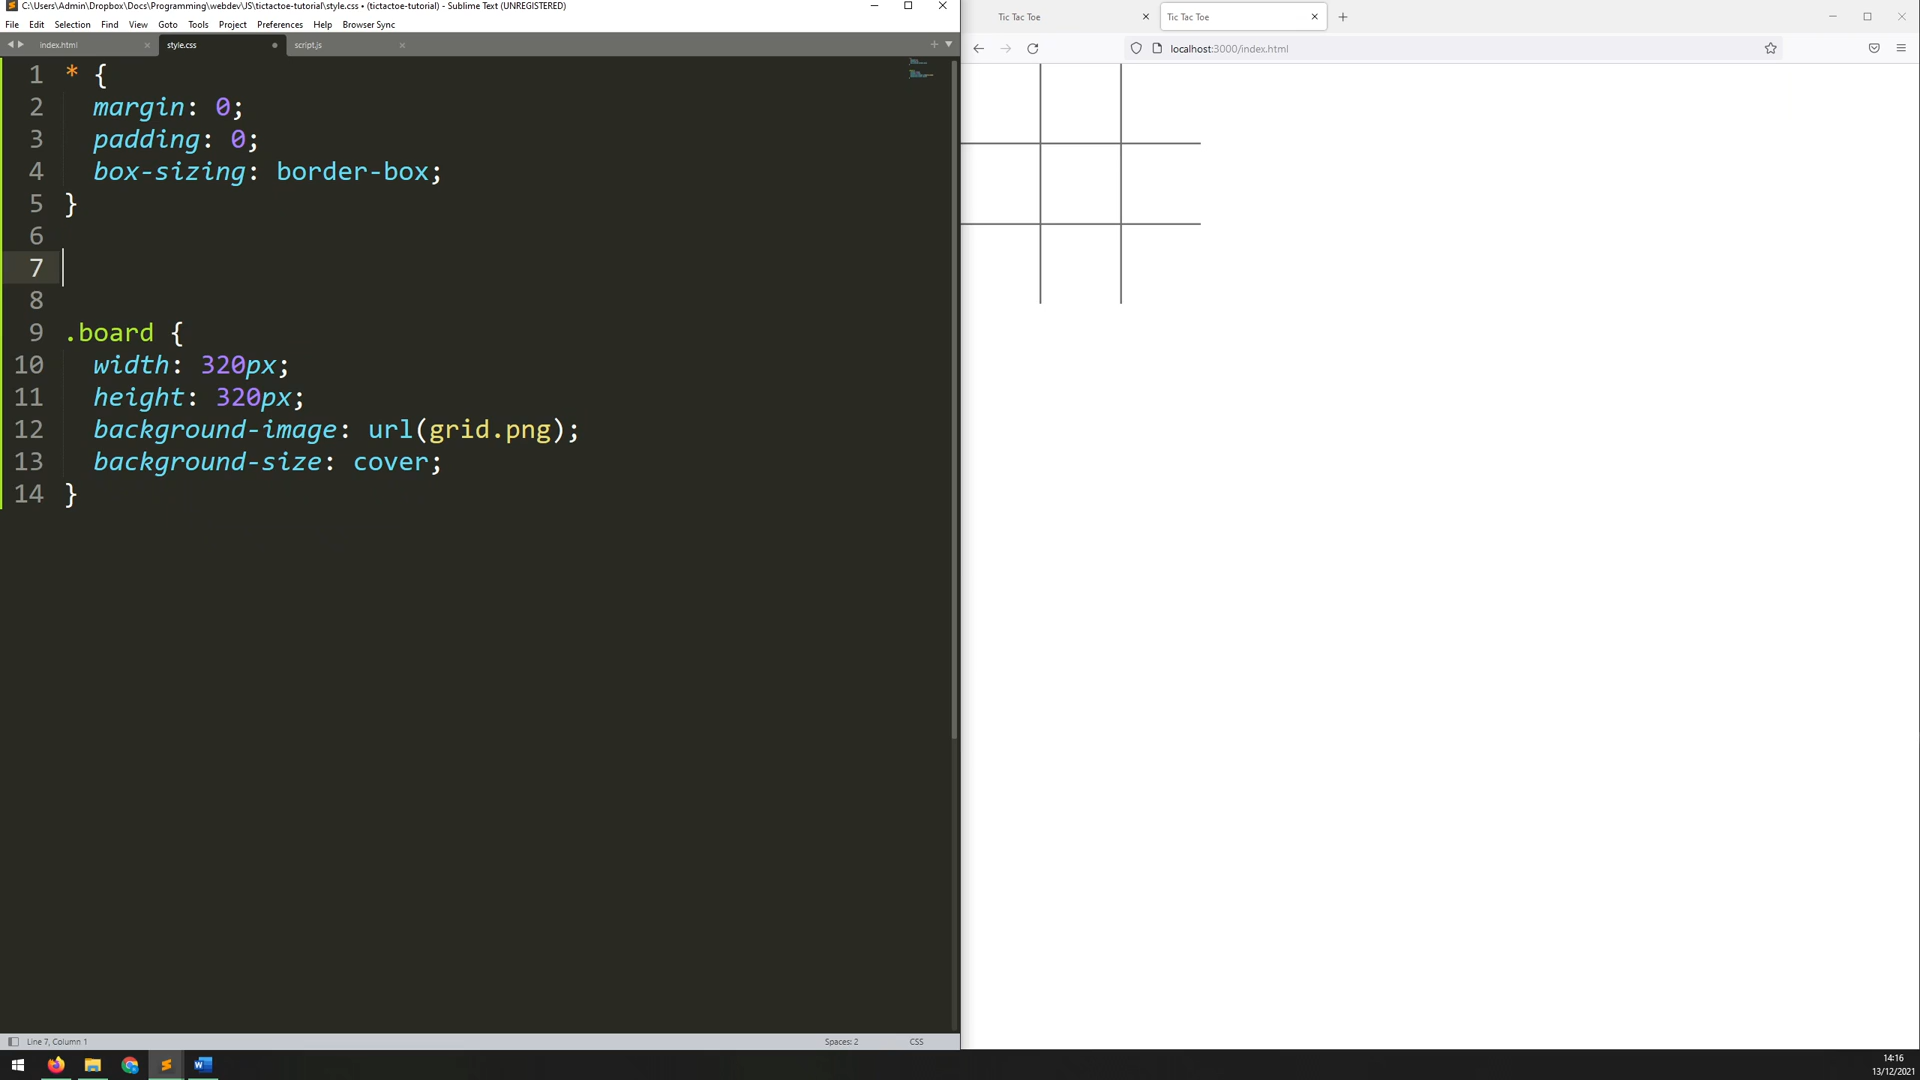 C:\Users\Admin\Dropbox\Docs\Programming\webdev\JS\tictactoe-tutorial\style.css • (tictactoe-tutorial) - Sublime Text (UNREGISTERED)
File Edit Selection Find View Goto Tools Project Preferences Help Browser Sync
index.html style.css script.js
1 * {
2 margin: 0;
3 padding: 0;
4 box-sizing: border-box;
5 }
6
7
8
9 .board {
10 width: 320px;
11 height: 320px;
12 background-image: url(grid.png);
13 background-size: cover;
14 }
Line 7, Column 1 Spaces: 2 CSS
Tic Tac Toe Tic Tac Toe
localhost:3000/index.html
14:16
13/12/2021